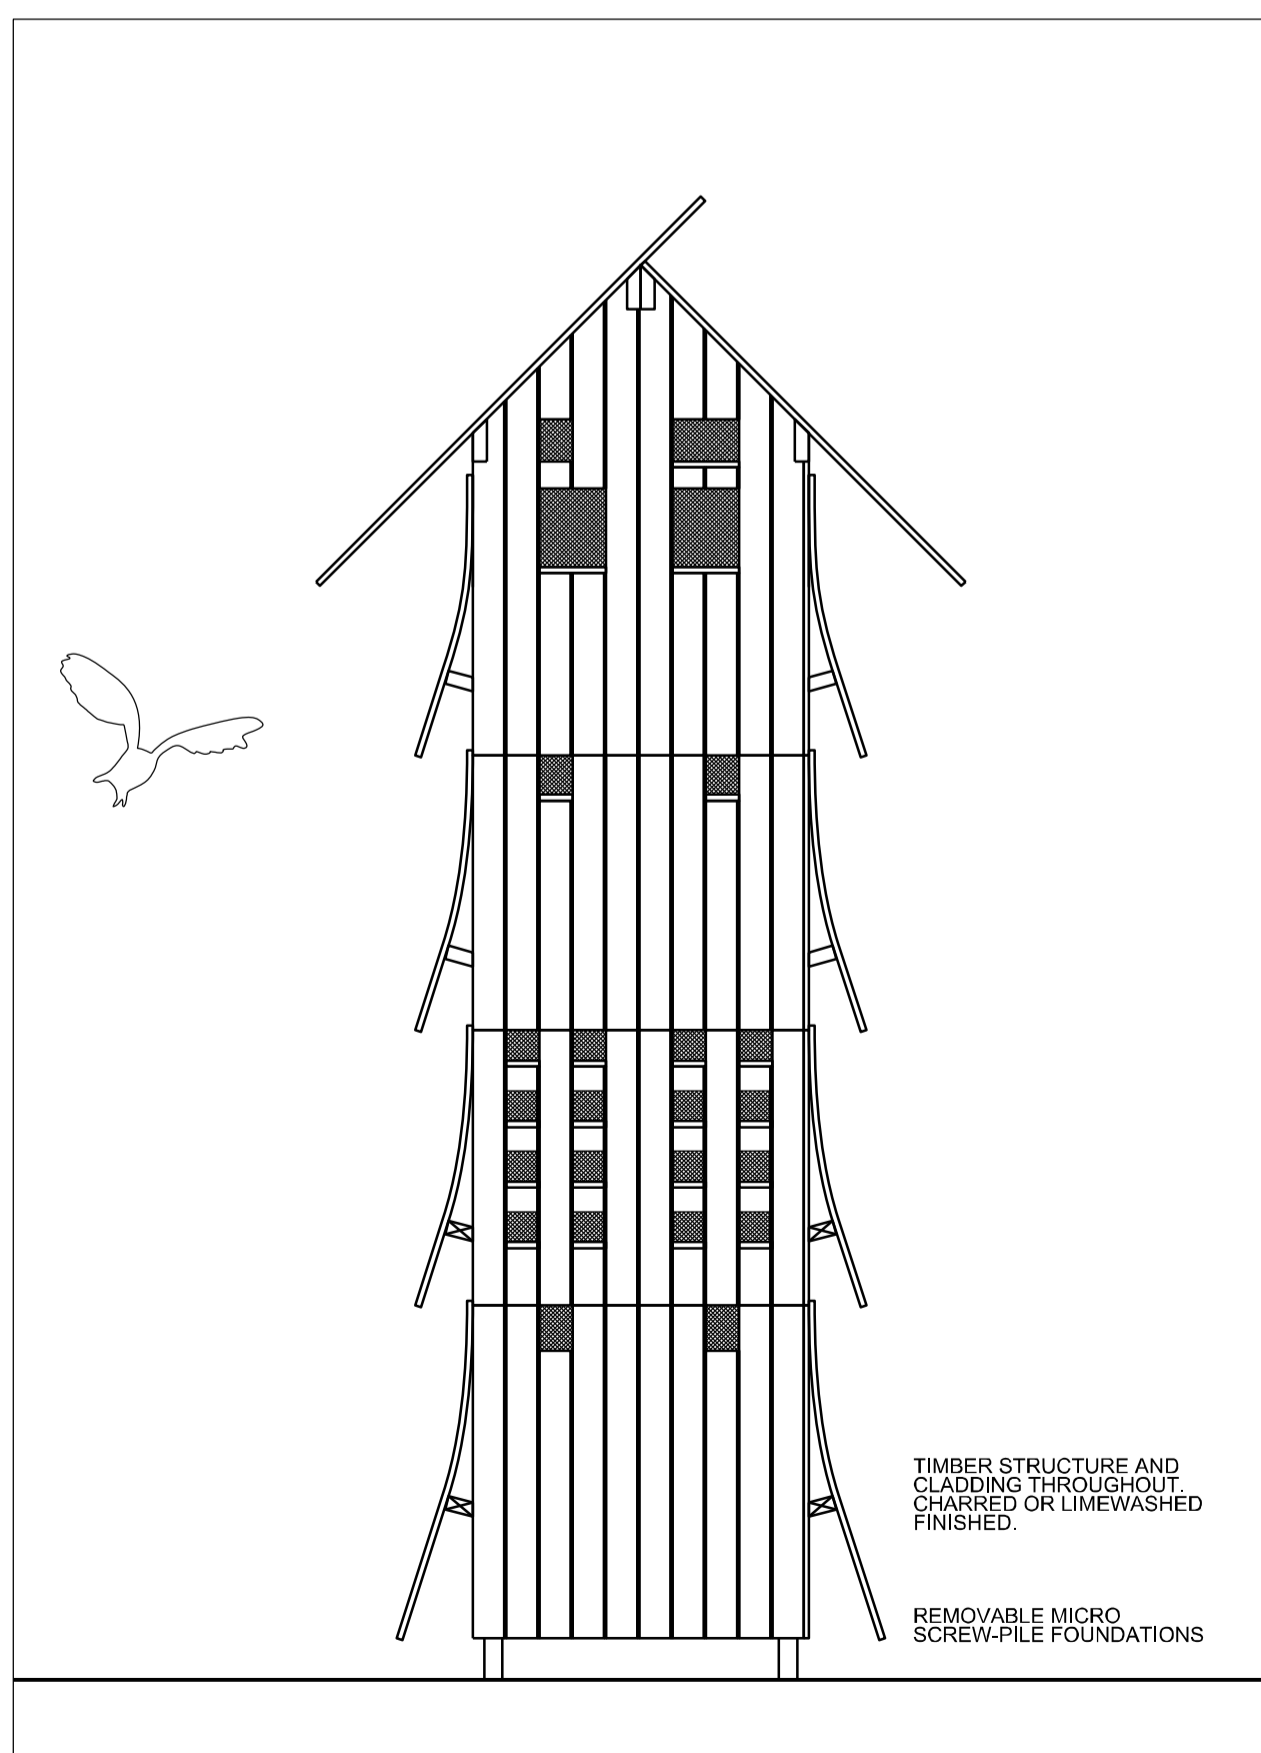 TIMBER STRUCTURE AND
CLADDING THROUGHOUT.
CHARRED OR LIMEWASHED
FINISHED.
REMOVABLE MICRO
SCREW-PILE FOUNDATIONS